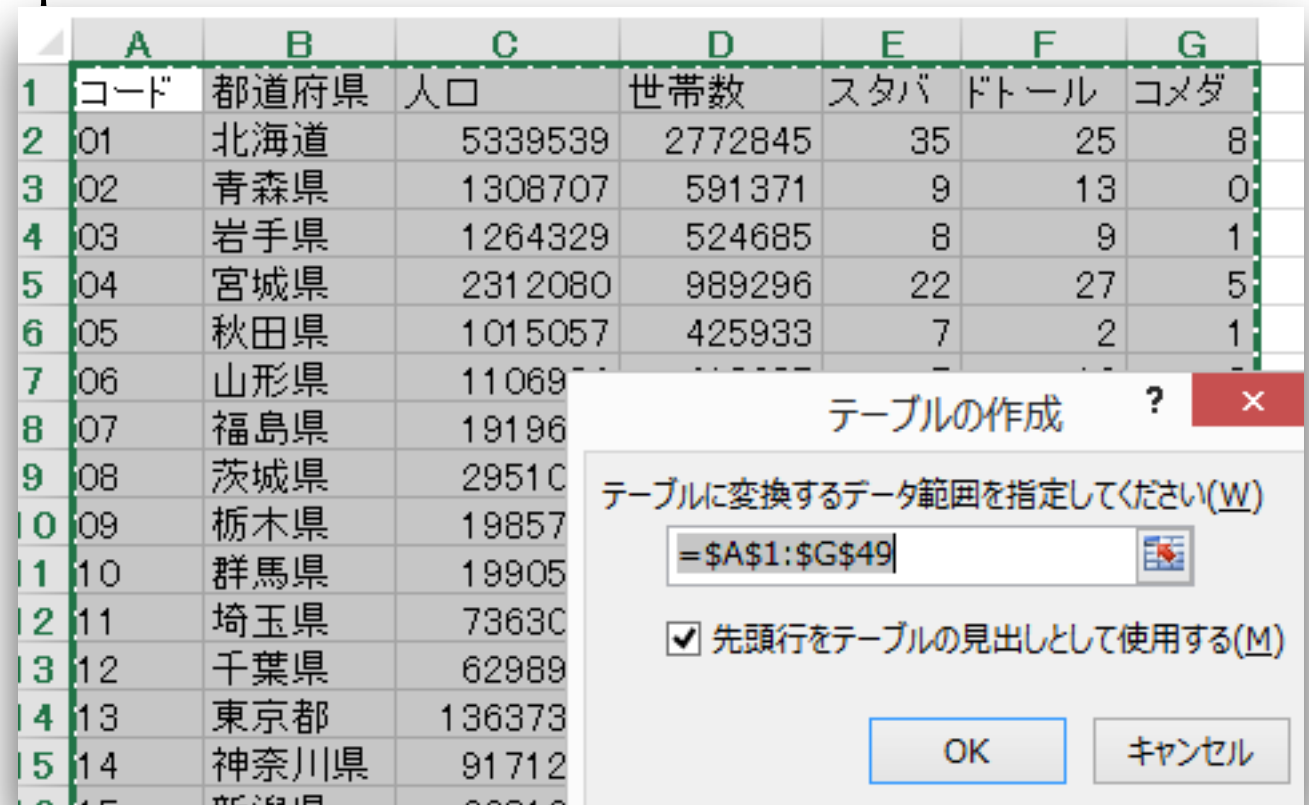 A B C D E F G
1 コード 都道府県 人口 世帯数 スタバ ドトール コメダ
2 01 北海道 5339539 2772845 35 25 8
3 02 青森県 1308707 591371 9 13 0
4 03 岩手県 1264329 524685 8 9 1
5 04 宮城県 2312080 989296 22 27 5
6 05 秋田県 1015057 425933 7 2 1
7 06 山形県 11069
8 07 福島県 19196
9 08 茨城県 2951
10 09 栃木県 19857
11 10 群馬県 19905
12 11 埼玉県 7363
13 12 千葉県 62989
14 13 東京都 136373
15 14 神奈川県 91712
テーブルの作成 ? ×
テーブルに変換するデータ範囲を指定してください(W)
=$A$1:$G$49
先頭行をテーブルの見出しとして使用する(M)
OK キャンセル